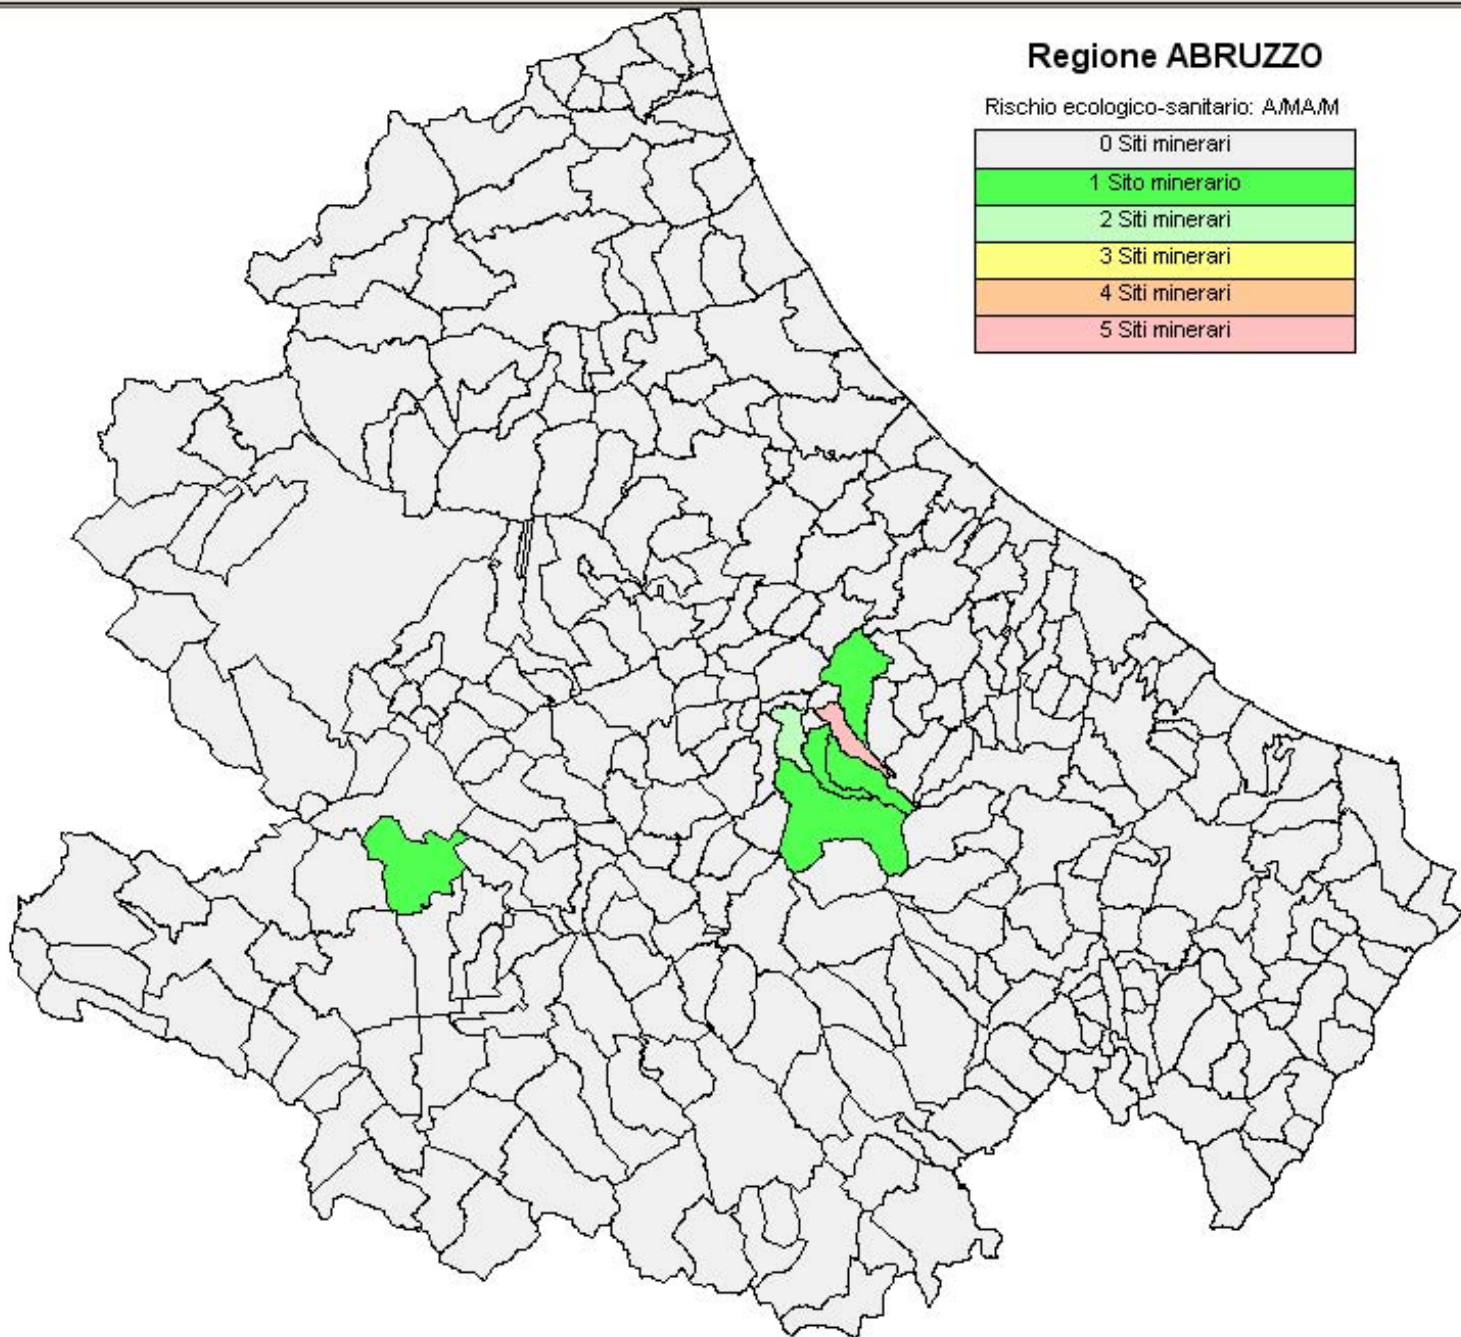 Regione ABRUZZO
Rischio ecologico-sanitario: A/MA/M
0 Siti minerari
1 Sito minerario
2 Siti minerari
3 Siti minerari
4 Siti minerari
5 Siti minerari